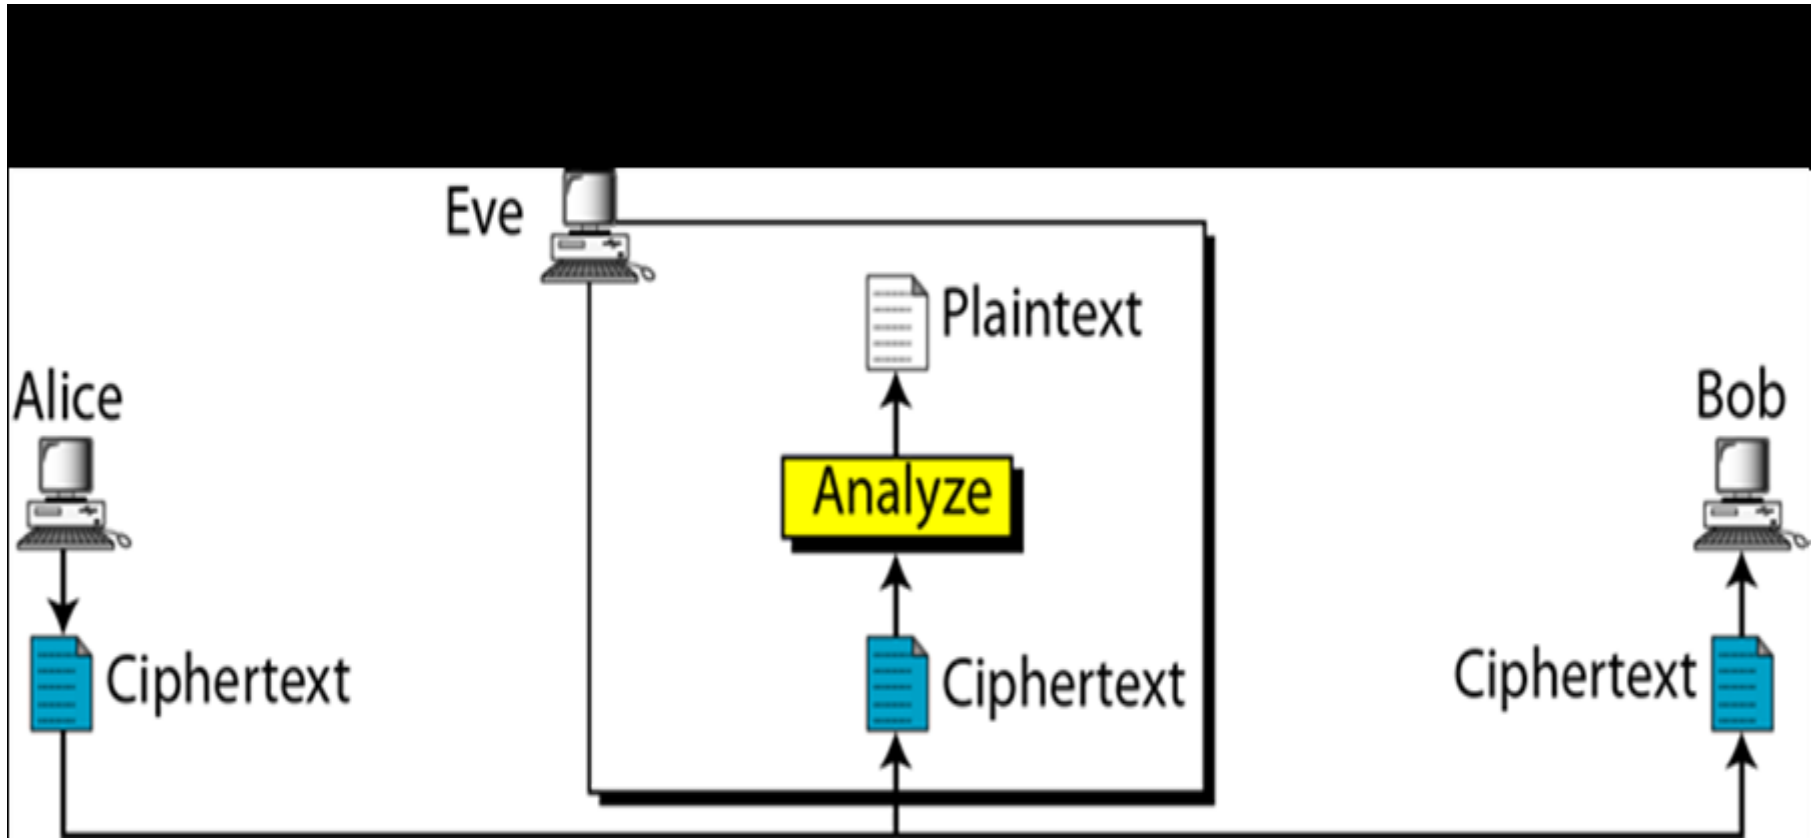 Eve
Plaintext
Alice
Bob
Analyze
Ciphertext
Ciphertext
Ciphertext